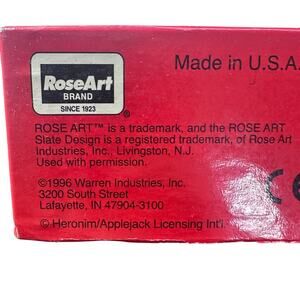 RoseArt
BRAND
SINCE 1923
Made in U.S.A.
ROSE ART™ is a trademark, and the ROSE ART
Slate Design is a registered trademark, of Rose Art
Industries, Inc., Livingston, N.J.
Used with permission.
©1996 Warren Industries, Inc.
3200 South Street
Lafayette, IN 47904-3100
CE
© Heronim/Applejack Licensing Int'l.